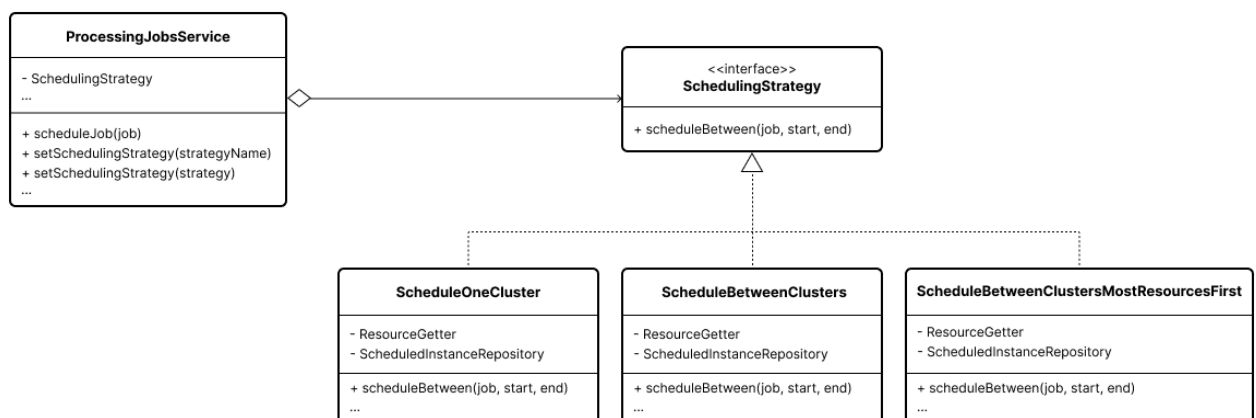 ProcessingJobsService
- SchedulingStrategy
...
+ scheduleJob(job)
+ setSchedulingStrategy(strategyName)
+ setSchedulingStrategy(strategy)
...
<<interface>>
SchedulingStrategy
+ scheduleBetween(job, start, end)
ScheduleOneCluster
- ResourceGetter
- ScheduledInstanceRepository
+ scheduleBetween(job, start, end)
...
ScheduleBetweenClusters
- ResourceGetter
- ScheduledInstanceRepository
+ scheduleBetween(job, start, end)
...
ScheduleBetweenClustersMostResourcesFirst
- ResourceGetter
- ScheduledInstanceRepository
+ scheduleBetween(job, start, end)
...